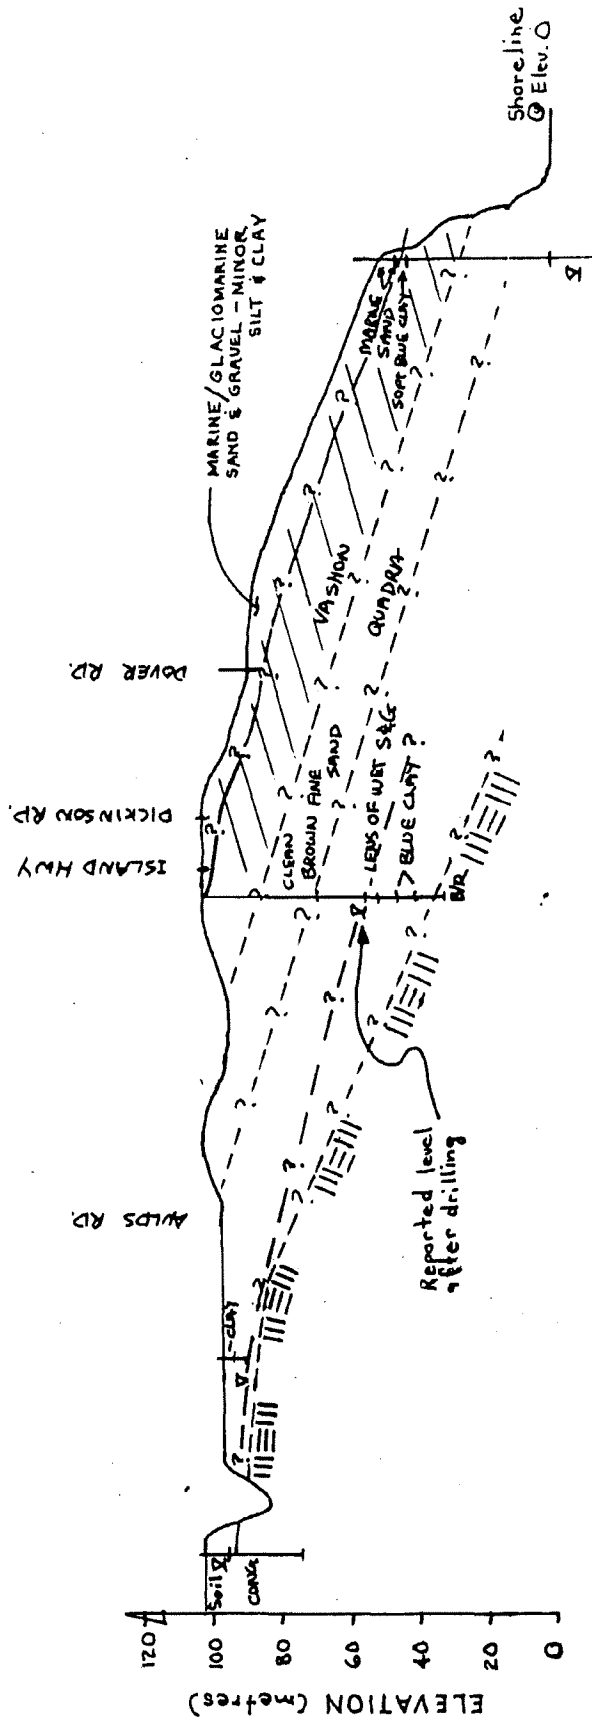 Shoreline
@ Elev. 0
MARINE/GLACIOMARINE
SAND & GRAVEL - MINOR
SILT & CLAY
DOVER RD.
DICKINSON RD.
ISLAND HWY
AULDS RD.
MARINE
SAND
SOFT BLUE CLAY
VASHON
QUADRA
CLEAN
BROWN FINE
SAND
LENS OF WET S&G.
BLUE CLAY ?
B/R
Reported level
after drilling
CLAY
Soil
CONG
ELEVATION (metres)
120
100
80
60
40
20
0